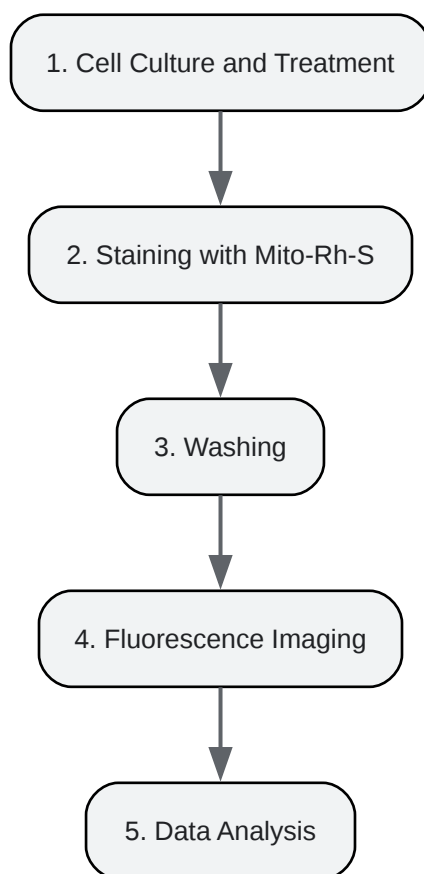 1. Cell Culture and Treatment
2. Staining with Mito-Rh-S
3. Washing
4. Fluorescence Imaging
5. Data Analysis